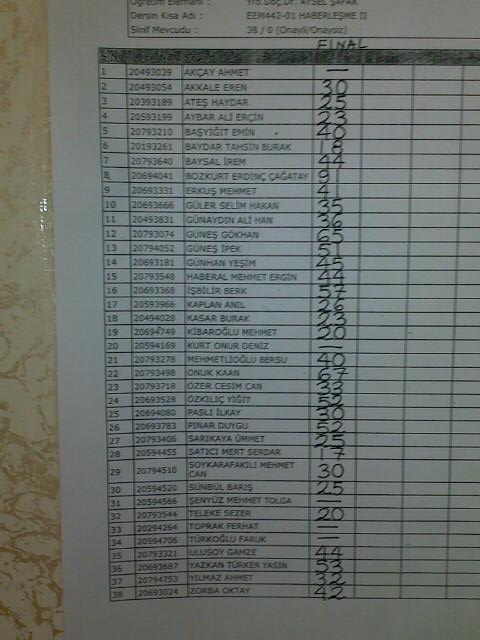 Öğretim Elemanı : Yrd.Doç.Dr. AYSEL ŞAFAK
Dersin Kısa Adı : EEM442-01 HABERLEŞME II
Sınıf Mevcudu : 38 / 0 (Onaylı/Onaysız)
FINAL
1 20493039 AKÇAY AHMET —
2 20493054 AKKALE EREN 30
3 20393189 ATEŞ HAYDAR 25
4 20593199 AYBAR ALİ ERÇİN 23
5 20793210 BAŞYİĞİT EMİN 40
6 20193261 BAYDAR TAHSİN BURAK 18
7 20793640 BAYSAL İREM 44
8 20694041 BOZKURT ERDİNÇ ÇAĞATAY 91
9 20693331 ERKUŞ MEHMET 41
10 20693666 GÜLER SELİM HAKAN 35
11 20493831 GÜNAYDIN ALİ HAN 36
12 20793074 GÜNEŞ GÖKHAN 65
13 20794052 GÜNEŞ İPEK 51
14 20693181 GÜNHAN YEŞİM 45
15 20793548 HABERAL MEHMET ERGİN 44
16 20693368 İŞBİLİR BERK 57
17 20593966 KAPLAN ANIL 26
18 20494028 KASAR BURAK 23
19 20694749 KİBAROĞLU MEHMET 20
20 20594169 KURT ONUR DENİZ —
21 20793278 MEHMETLİOĞLU BERSU 40
22 20793498 ONUK KAAN 67
23 20793718 ÖZER CESİM CAN 33
24 20693528 ÖZKILIÇ YİĞİT 52
25 20694080 PASLI İLKAY 30
26 20693783 PINAR DUYGU 52
27 20793406 SARIKAYA ÜMMET 25
28 20594455 SATICI MERT SERDAR 17
29 20794510 SOYKARAFAKILI MEHMET CAN 30
30 20594520 SÜNBÜL BARIŞ 25
31 20594566 ŞENYÜZ MEHMET TOLGA —
32 20793544 TELEKE SEZER 20
33 20294264 TOPRAK FERHAT —
34 20594706 TÜRKOĞLU FARUK —
35 20793321 ULUSOY GAMZE 44
36 20693687 YAZKAN TÜRKER YASİN 53
37 20794753 YILMAZ AHMET 32
38 20693024 ZORBA OKTAY 42